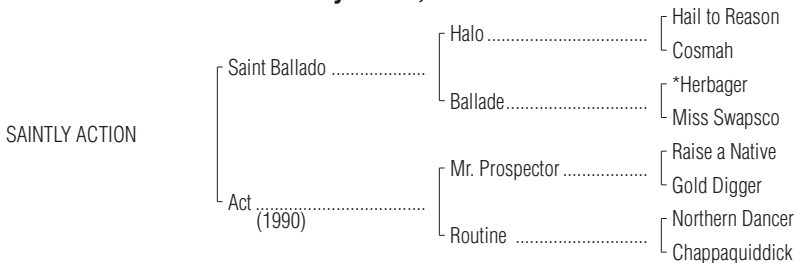 Hail to Reason
Halo ..................................
Cosmah
Saint Ballado ....................
*Herbager
Ballade..............................
Miss Swapsco
SAINTLY ACTION
Raise a Native
Mr. Prospector ..................
Gold Digger
Act ....................................
(1990)
Northern Dancer
Routine ............................
Chappaquiddick